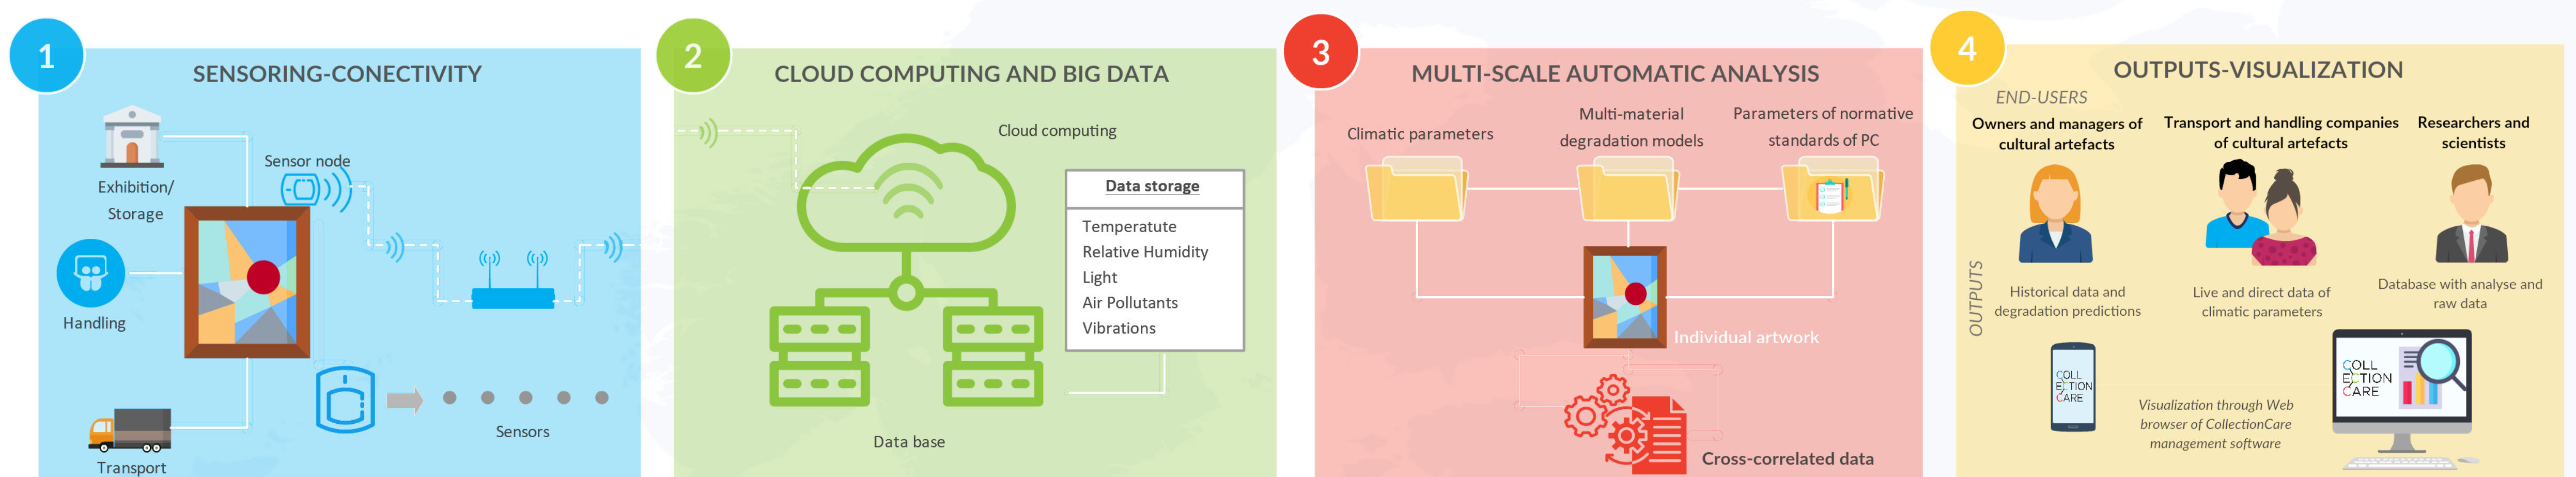 1
SENSORING-CONECTIVITY
Exhibition/
Storage
Sensor node
Handling
Transport
Sensors
2
CLOUD COMPUTING AND BIG DATA
Cloud computing
Data storage
Temperatute
Relative Humidity
Light
Air Pollutants
Vibrations
Data base
3
MULTI-SCALE AUTOMATIC ANALYSIS
Climatic parameters
Multi-material
degradation models
Parameters of normative
standards of PC
Individual artwork
Cross-correlated data
4
OUTPUTS-VISUALIZATION
END-USERS
Owners and managers of
cultural artefacts
Transport and handling companies
of cultural artefacts
Researchers and
scientists
OUTPUTS
Historical data and
degradation predictions
Live and direct data of
climatic parameters
Database with analyse and
raw data
COLL
ECTION
CARE
Visualization through Web
browser of CollectionCare
management software
COLL
ECTION
CARE